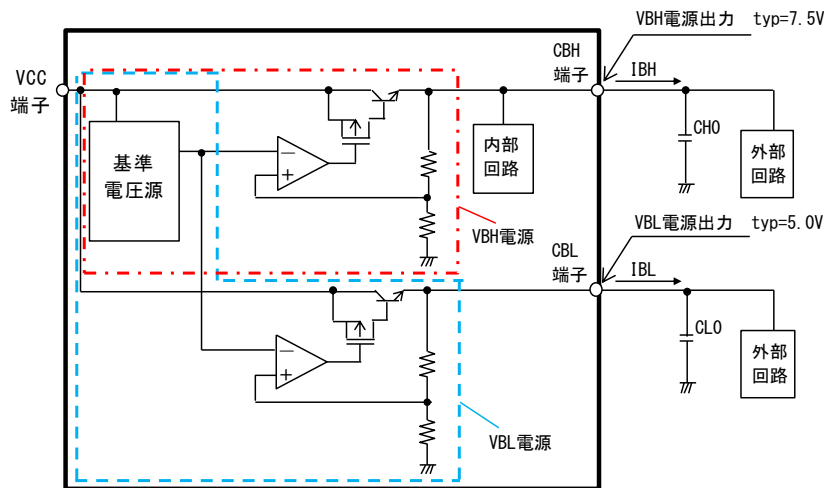 VBH電源出力 typ=7.5V
CBH
端子
IBH
VCC
端子
CH0
基準
電圧源
−
+
内部
回路
外部
回路
VBH電源
VBL電源出力 typ=5.0V
CBL
端子
IBL
CL0
−
+
外部
回路
VBL電源